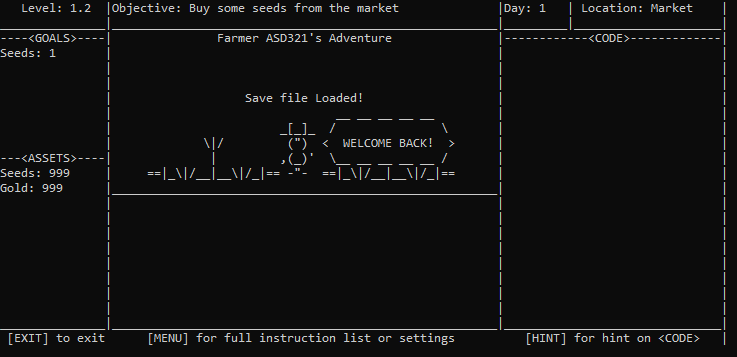 Level: 1.2 Objective: Buy some seeds from the market Day: 1 Location: Market
----<GOALS>---- Farmer ASD321's Adventure ------------<CODE>-------------
Seeds: 1
Save file Loaded!
WELCOME BACK!
---<ASSETS>----
Seeds: 999
Gold: 999
[EXIT] to exit [MENU] for full instruction list or settings [HINT] for hint on <CODE>